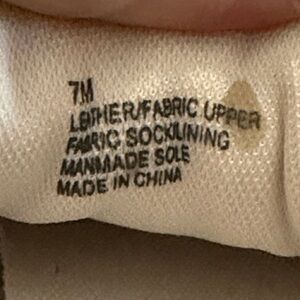 7M
LEATHER/FABRIC UPPER
FABRIC SOCKLINING
MANMADE SOLE
MADE IN CHINA